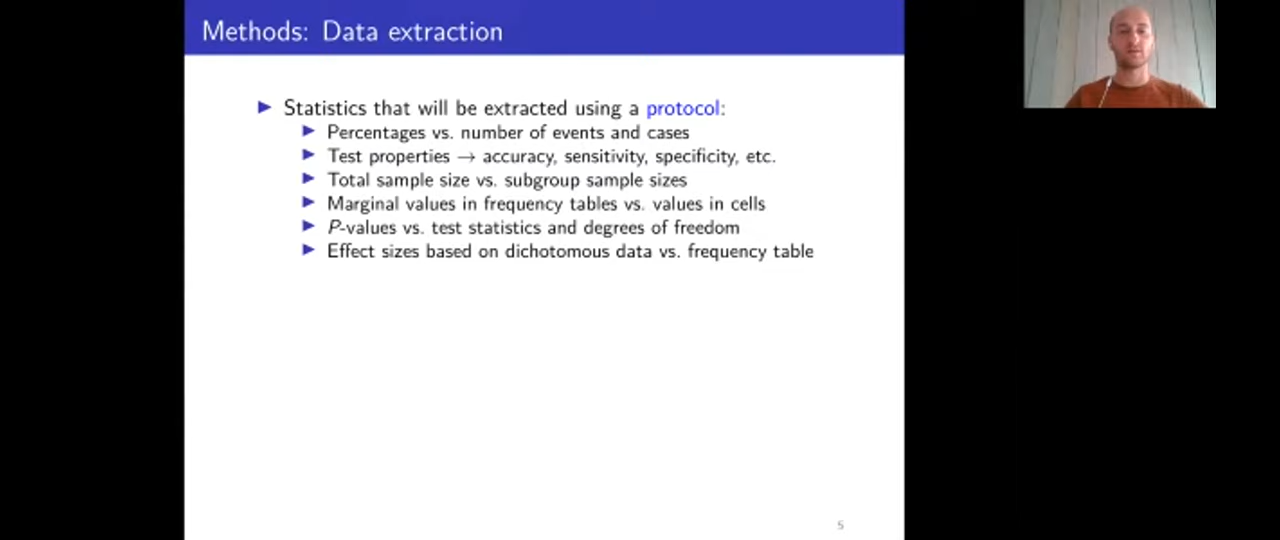 Methods: Data extraction
▶ Statistics that will be extracted using a protocol:
▶ Percentages vs. number of events and cases
▶ Test properties → accuracy, sensitivity, specificity, etc.
▶ Total sample size vs. subgroup sample sizes
▶ Marginal values in frequency tables vs. values in cells
▶ P-values vs. test statistics and degrees of freedom
▶ Effect sizes based on dichotomous data vs. frequency table
5